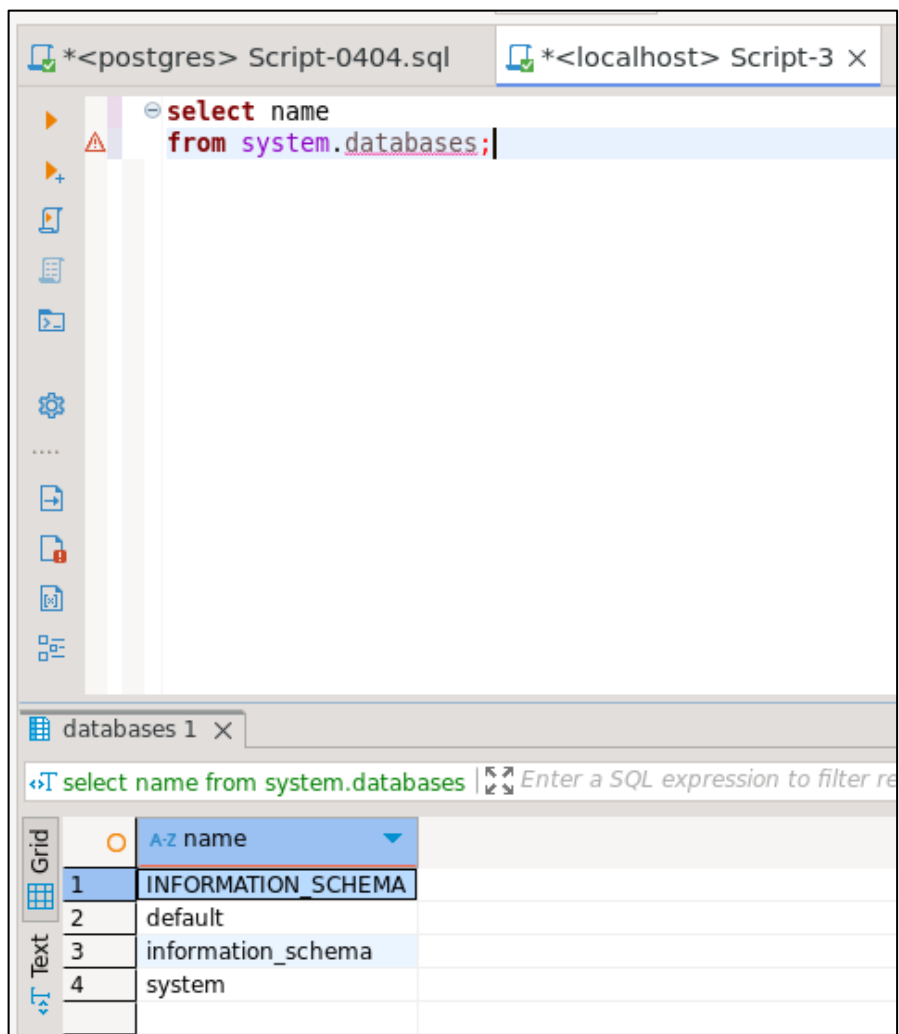 *<postgres> Script-0404.sql
*<localhost> Script-3
select name
from system.databases;
databases 1
select name from system.databases
Enter a SQL expression to filter re
Grid
Text
A-Z name
1 INFORMATION_SCHEMA
2 default
3 information_schema
4 system